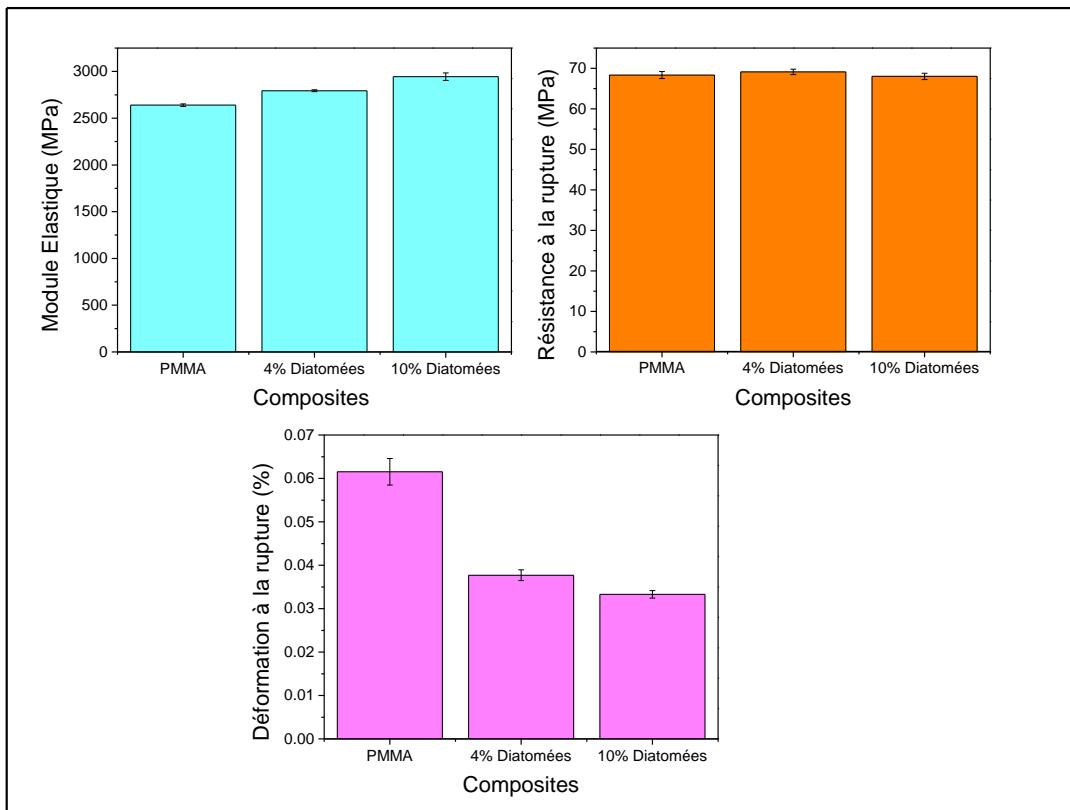 Module Elastique (MPa)
3000
2500
2000
1500
1000
500
0
PMMA
4% Diatomées
10% Diatomées
Composites
Résistance à la rupture (MPa)
70
60
50
40
30
20
10
0
PMMA
4% Diatomées
10% Diatomées
Composites
Déformation à la rupture (%)
0.07
0.06
0.05
0.04
0.03
0.02
0.01
0.00
PMMA
4% Diatomées
10% Diatomées
Composites